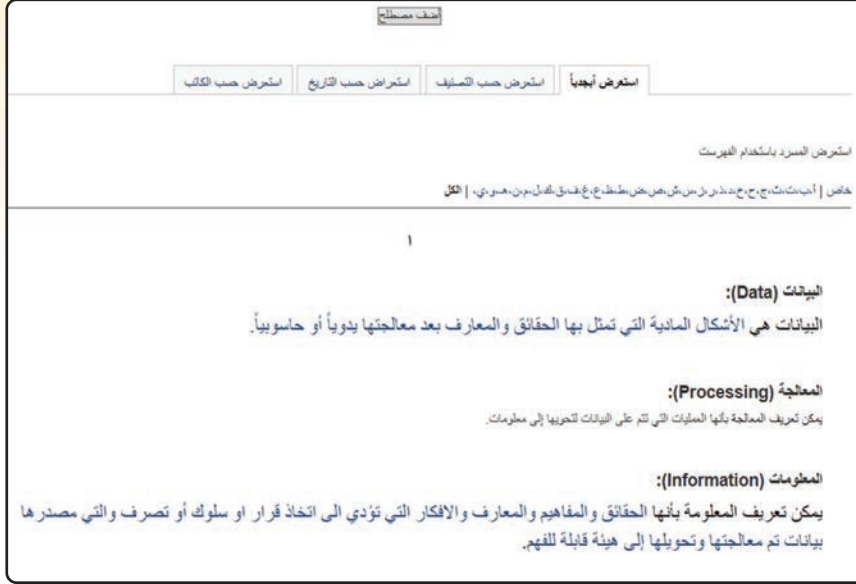 أضف مصطلح
استعرض أبجدياً
استعرض حسب التصنيف
استعراض حسب التاريخ
استعرض حسب الكاتب
استعرض المسرد باستخدام الفهرست
خاص | أ،ب،ت،ث،ج،ح،خ،د،ذ،ر،ز،س،ش،ص،ض،ط،ظ،ع،غ،ف،ق،ك،ل،م،ن،هـ،و،ي، | الكل
ا
البيانات (Data):
البيانات هي الأشكال المادية التي تمثل بها الحقائق والمعارف بعد معالجتها يدوياً أو حاسوبياً.
المعالجة (Processing):
يمكن تعريف المعالجة بأنها العمليات التي تتم على البيانات لتحويها إلى معلومات.
المعلومات (Information):
يمكن تعريف المعلومة بأنها الحقائق والمفاهيم والمعارف والافكار التي تؤدي الى اتخاذ قرار او سلوك أو تصرف والتي مصدرها
بيانات تم معالجتها وتحويلها إلى هيئة قابلة للفهم.